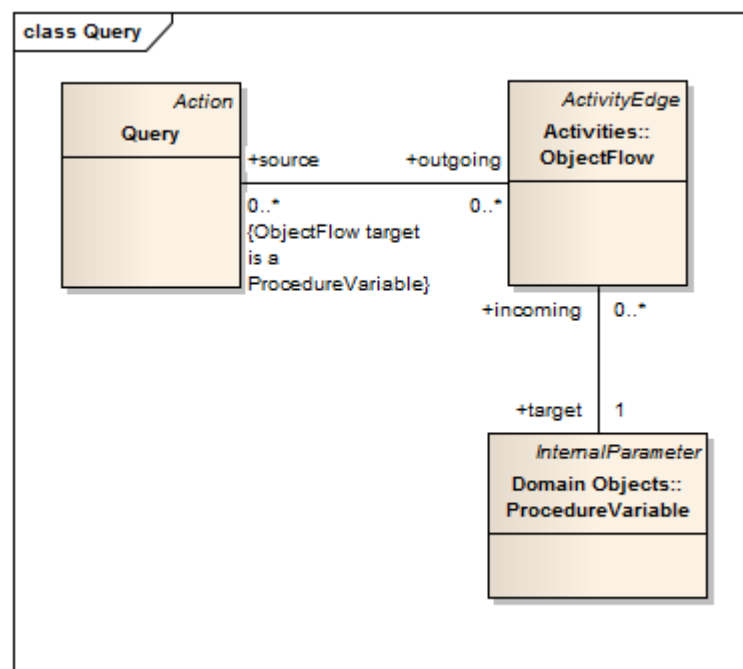 class Query
Action
Query
ActivityEdge
Activities::
ObjectFlow
+source
+outgoing
0..*
0..*
{ObjectFlow target
is a
ProcedureVariable}
+incoming
0..*
+target
1
InternalParameter
Domain Objects::
ProcedureVariable